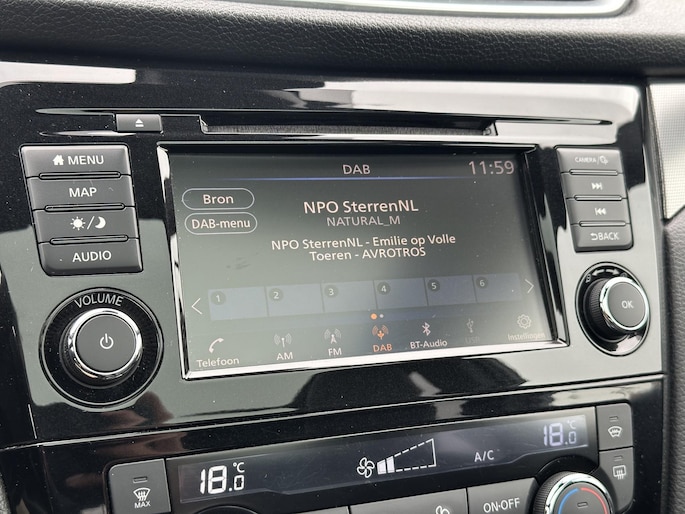 MENU
MAP
AUDIO
VOLUME
DAB
11:59
Bron
DAB-menu
NPO SterrenNL
NATURAL_M
NPO SterrenNL - Emilie op Volle
Toeren - AVROTROS
1 2 3 4 5 6
Telefoon
AM
FM
DAB
BT-Audio
USB
Instellingen
CAMERA
BACK
OK
MAX
18.0 °C
A/C
18.0 °C
ON·OFF